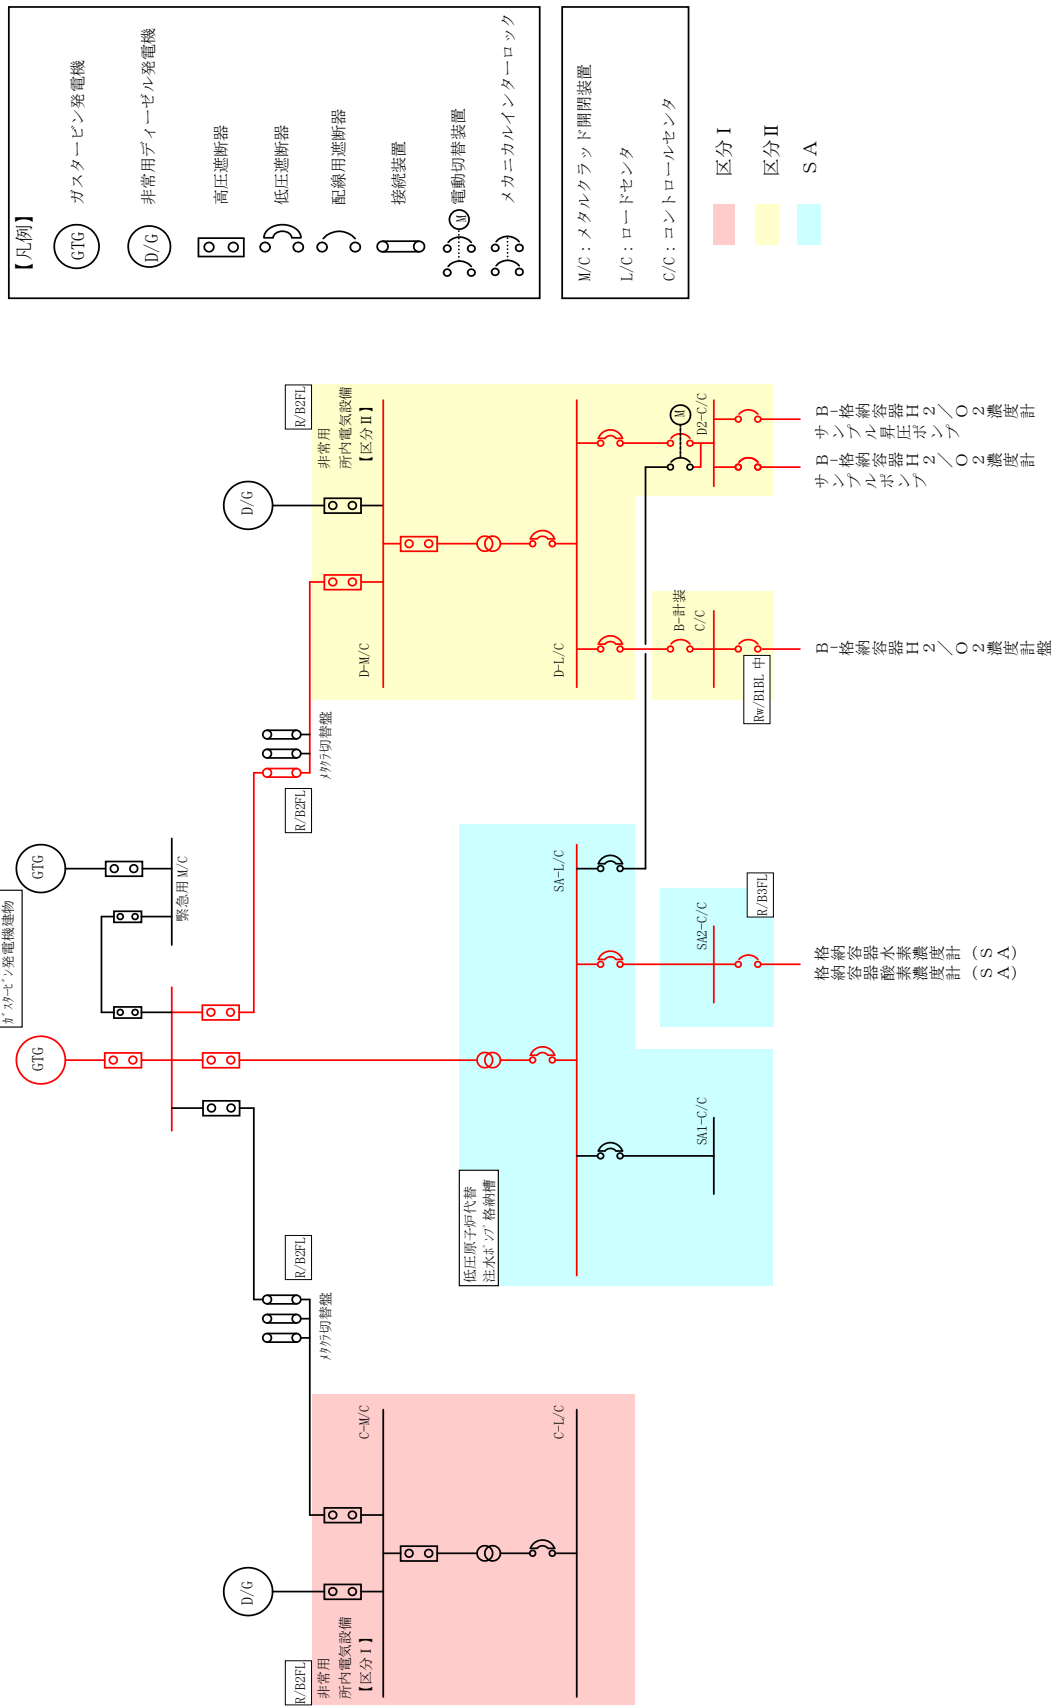 【凡例】
GTG
ガスタービン発電機
D/G
非常用ディーゼル発電機
高圧遮断器
低圧遮断器
配線用遮断器
接続装置
M
電動切替装置
メカニカルインターロック
M/C：メタルクラッド開閉装置
L/C：ロードセンタ
C/C：コントロールセンタ
区分Ⅰ
区分Ⅱ
ＳＡ
ｶﾞｽﾀｰﾋﾞﾝ発電機建物
GTG
GTG
緊急用M/C
R/B2FL
ﾒﾀｸﾗ切替盤
R/B2FL
ﾒﾀｸﾗ切替盤
D/G
R/B2FL
非常用
所内電気設備
【区分Ⅰ】
C-M/C
C-L/C
D/G
R/B2FL
非常用
所内電気設備
【区分Ⅱ】
D-M/C
D-L/C
低圧原子炉代替
注水ﾎﾟﾝﾌﾟ格納槽
SA-L/C
SA1-C/C
SA2-C/C
R/B3FL
B-計装
C/C
Rw/B1BL 中
M
D2-C/C
格納容器水素濃度計（ＳＡ）
格納容器酸素濃度計（ＳＡ）
Ｂ-格納容器Ｈ２／Ｏ２濃度計盤
Ｂ-格納容器Ｈ２／Ｏ２濃度計
サンプルポンプ
Ｂ-格納容器Ｈ２／Ｏ２濃度計
サンプル昇圧ポンプ